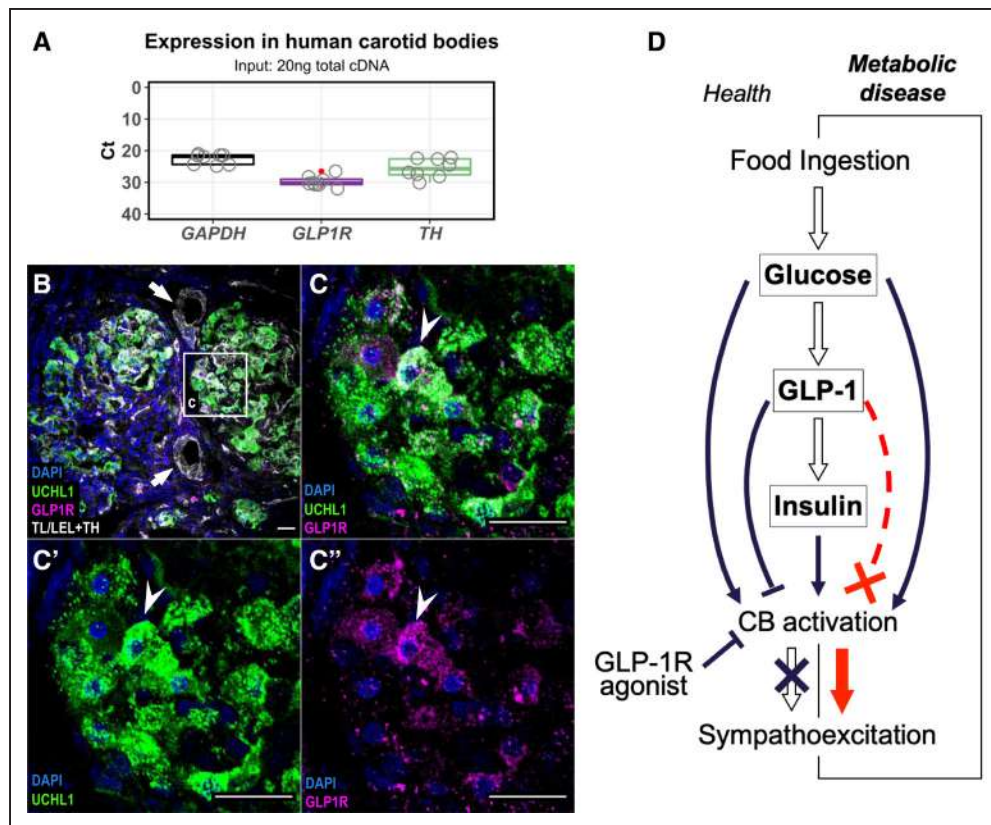 A
Expression in human carotid bodies
Input: 20ng total cDNA
Ct
0
10
20
30
40
GAPDH
GLP1R
TH
B
c
DAPI
UCHL1
GLP1R
TL/LEL+TH
C
DAPI
UCHL1
GLP1R
C'
DAPI
UCHL1
C"
DAPI
GLP1R
D
Health
Metabolic
disease
Food Ingestion
Glucose
GLP-1
Insulin
CB activation
GLP-1R
agonist
Sympathoexcitation